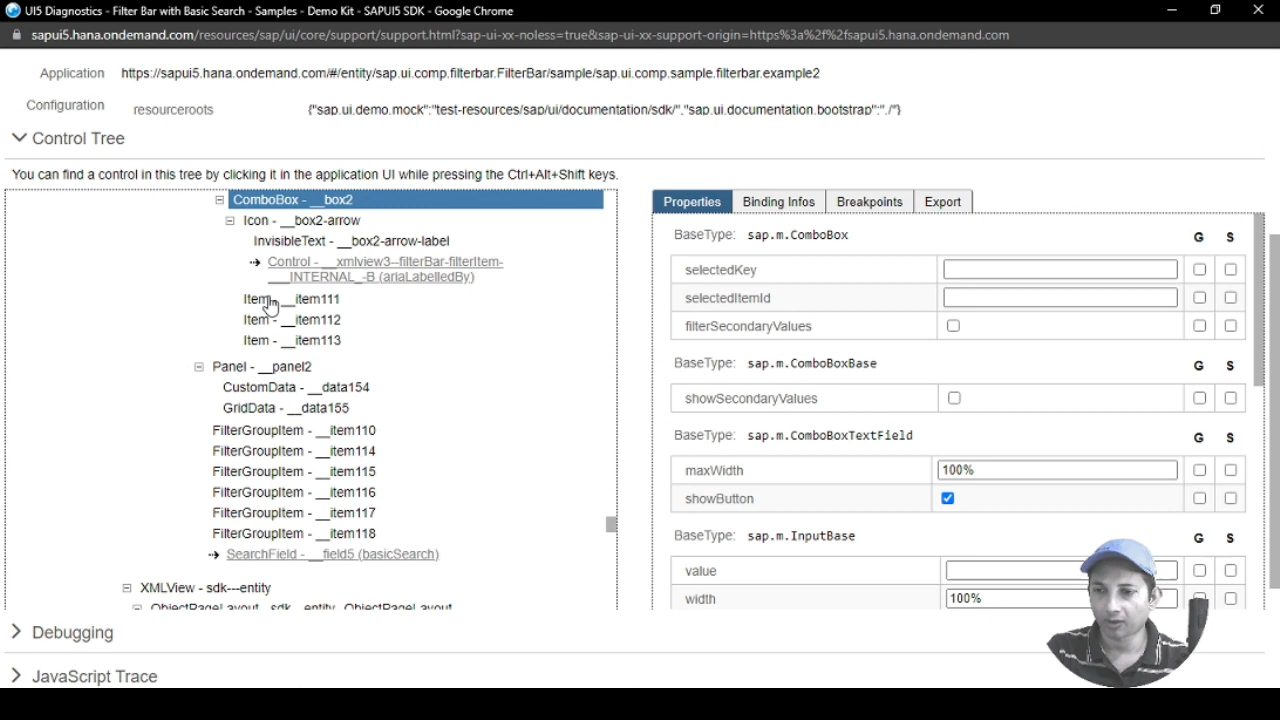 UI5 Diagnostics - Filter Bar with Basic Search - Samples - Demo Kit - SAPUI5 SDK - Google Chrome
sapui5.hana.ondemand.com/resources/sap/ui/core/support/support.html?sap-ui-xx-noless=true&sap-ui-xx-support-origin=https%3a%2f%2fsapui5.hana.ondemand.com
Application https://sapui5.hana.ondemand.com/#/entity/sap.ui.comp.filterbar.FilterBar/sample/sap.ui.comp.sample.filterbar.example2
Configuration resourceroots {"sap.ui.demo.mock":"test-resources/sap/ui/documentation/sdk/","sap.ui.documentation.bootstrap":"./"}
Control Tree
You can find a control in this tree by clicking it in the application UI while pressing the Ctrl+Alt+Shift keys.
ComboBox - __box2
Icon - __box2-arrow
InvisibleText - __box2-arrow-label
Control - __xmlview3--filterBar-filterItem-
___INTERNAL_-B (ariaLabelledBy)
Item - __item111
Item - __item112
Item - __item113
Panel - __panel2
CustomData - __data154
GridData - __data155
FilterGroupItem - __item110
FilterGroupItem - __item114
FilterGroupItem - __item115
FilterGroupItem - __item116
FilterGroupItem - __item117
FilterGroupItem - __item118
SearchField - __field5 (basicSearch)
XMLView - sdk---entity
ObjectPageLayout - sdk---entity--ObjectPageLayout
Properties Binding Infos Breakpoints Export
BaseType: sap.m.ComboBox G S
selectedKey
selectedItemId
filterSecondaryValues
BaseType: sap.m.ComboBoxBase G S
showSecondaryValues
BaseType: sap.m.ComboBoxTextField G S
maxWidth 100%
showButton
BaseType: sap.m.InputBase G S
value
width 100%
Debugging
JavaScript Trace